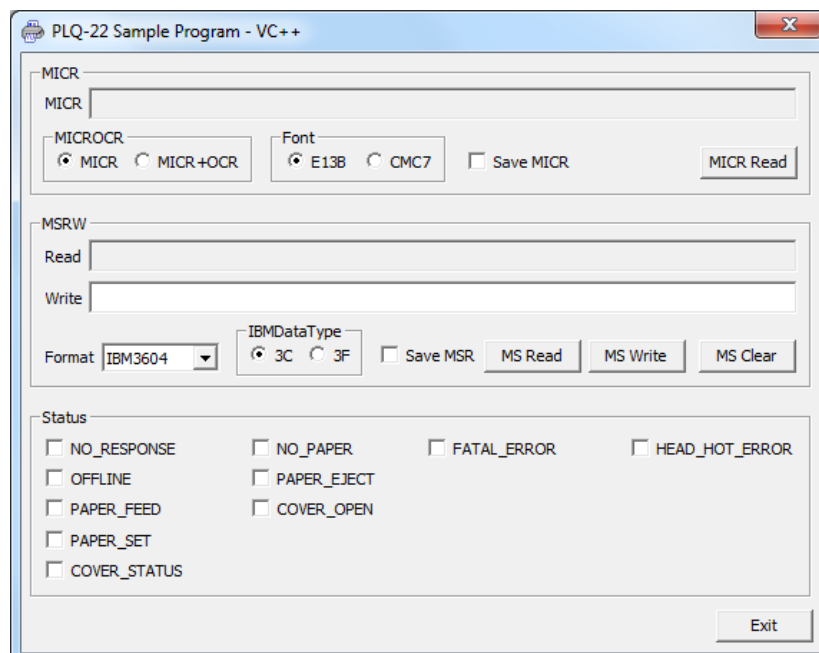 PLQ-22 Sample Program - VC++
MICR
MICR
MICROCR
MICR MICR+OCR
Font
E13B CMC7
Save MICR
MICR Read
MSRW
Read
Write
Format IBM3604
IBMDataType
3C 3F
Save MSR
MS Read
MS Write
MS Clear
Status
NO_RESPONSE NO_PAPER FATAL_ERROR HEAD_HOT_ERROR
OFFLINE PAPER_EJECT
PAPER_FEED COVER_OPEN
PAPER_SET
COVER_STATUS
Exit